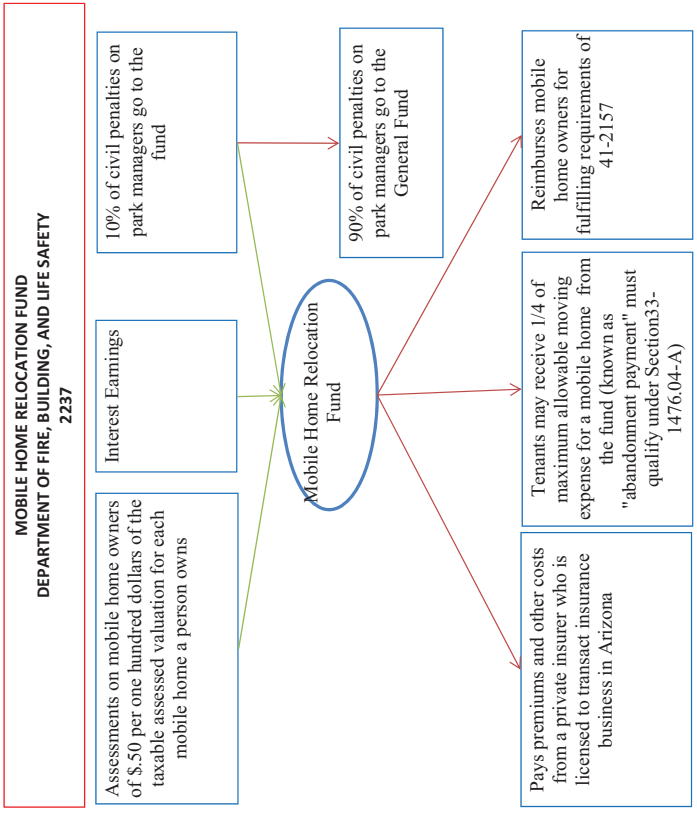 MOBILE HOME RELOCATION FUND
DEPARTMENT OF FIRE, BUILDING, AND LIFE SAFETY
2237
Assessments on mobile home owners
of $.50 per one hundred dollars of the
taxable assessed valuation for each
mobile home a person owns
Interest Earnings
10% of civil penalties on
park managers go to the
fund
Mobile Home Relocation
Fund
90% of civil penalties on
park managers go to the
General Fund
Pays premiums and other costs
from a private insurer who is
licensed to transact insurance
business in Arizona
Tenants may receive 1/4 of
maximum allowable moving
expense for a mobile home from
the fund (known as
"abandonment payment" must
qualify under Section33-
1476.04-A)
Reimburses mobile
home owners for
fulfilling requirements of
41-2157